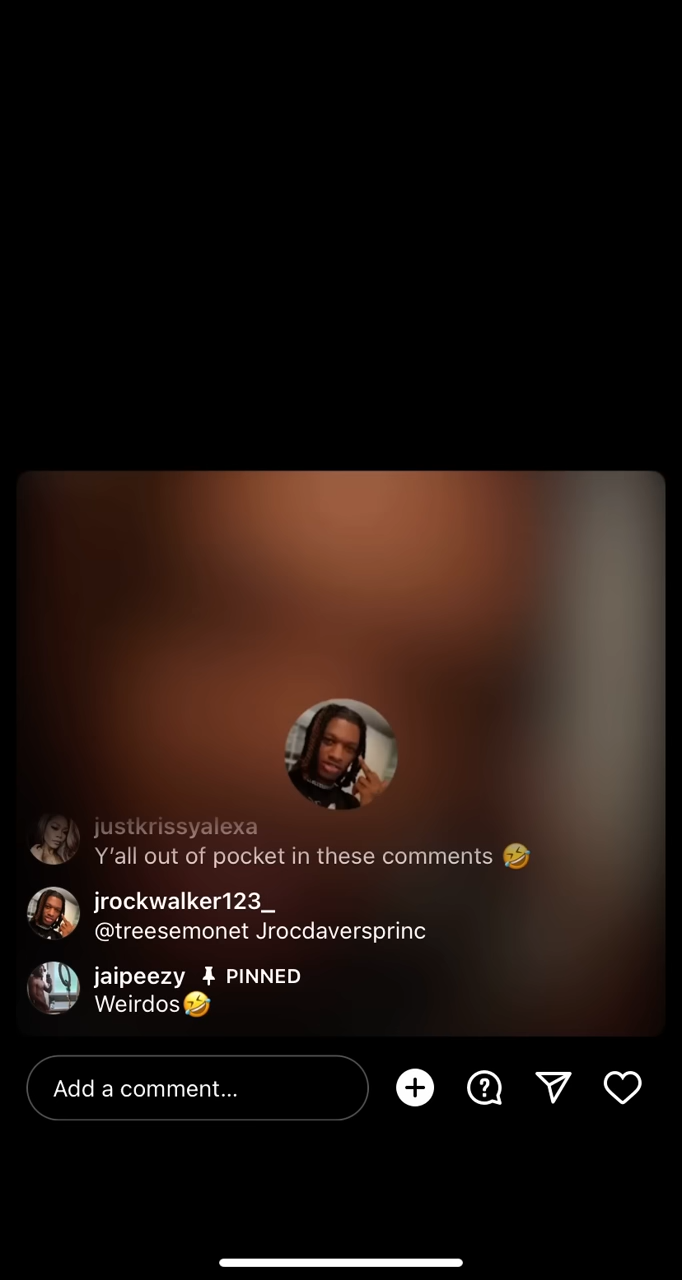 justkrissyalexa
Y’all out of pocket in these comments 🤣
jrockwalker123_
@treesemonet Jrocdaversprinc
jaipeezy PINNED
Weirdos🤣
Add a comment...